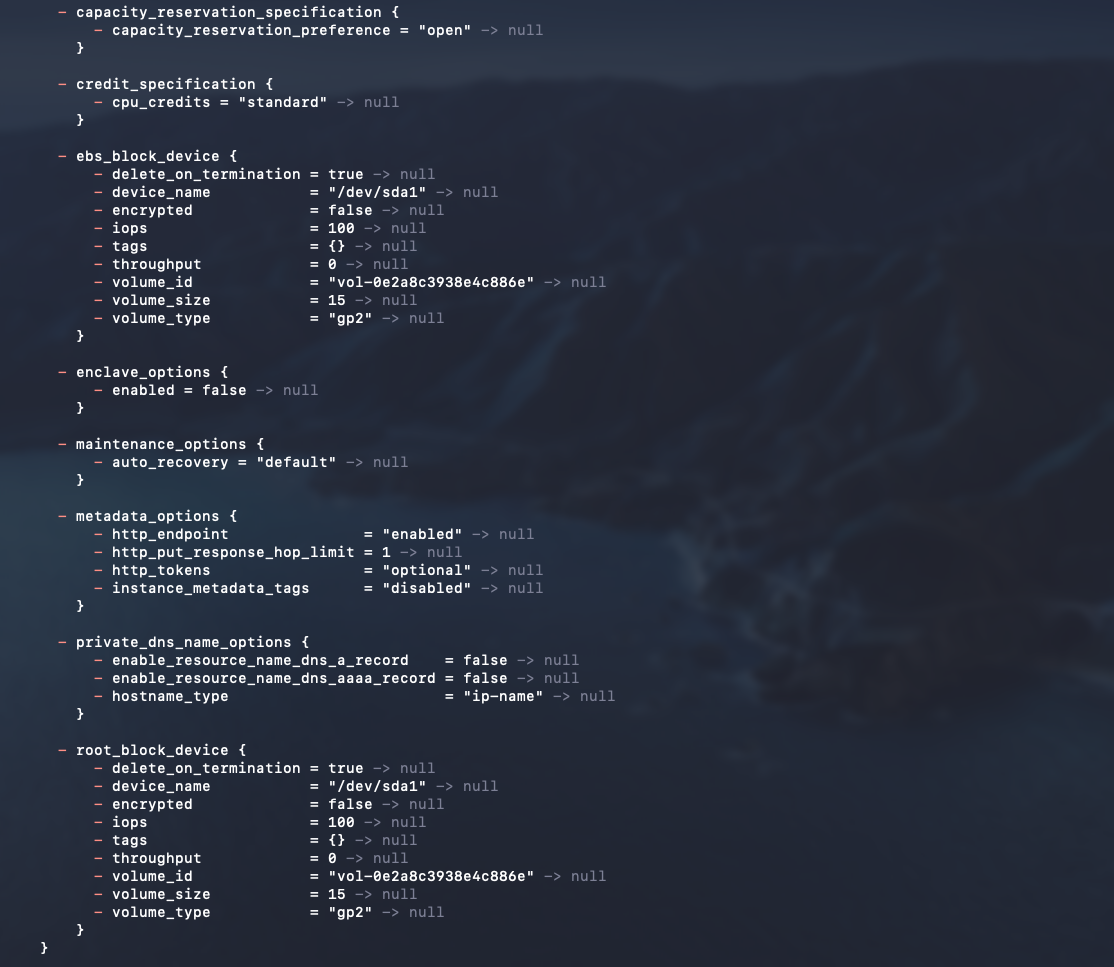 - capacity_reservation_specification {
- capacity_reservation_preference = "open" -> null
}
- credit_specification {
- cpu_credits = "standard" -> null
}
- ebs_block_device {
- delete_on_termination = true -> null
- device_name = "/dev/sda1" -> null
- encrypted = false -> null
- iops = 100 -> null
- tags = {} -> null
- throughput = 0 -> null
- volume_id = "vol-0e2a8c3938e4c886e" -> null
- volume_size = 15 -> null
- volume_type = "gp2" -> null
}
- enclave_options {
- enabled = false -> null
}
- maintenance_options {
- auto_recovery = "default" -> null
}
- metadata_options {
- http_endpoint = "enabled" -> null
- http_put_response_hop_limit = 1 -> null
- http_tokens = "optional" -> null
- instance_metadata_tags = "disabled" -> null
}
- private_dns_name_options {
- enable_resource_name_dns_a_record = false -> null
- enable_resource_name_dns_aaaa_record = false -> null
- hostname_type = "ip-name" -> null
}
- root_block_device {
- delete_on_termination = true -> null
- device_name = "/dev/sda1" -> null
- encrypted = false -> null
- iops = 100 -> null
- tags = {} -> null
- throughput = 0 -> null
- volume_id = "vol-0e2a8c3938e4c886e" -> null
- volume_size = 15 -> null
- volume_type = "gp2" -> null
}
}